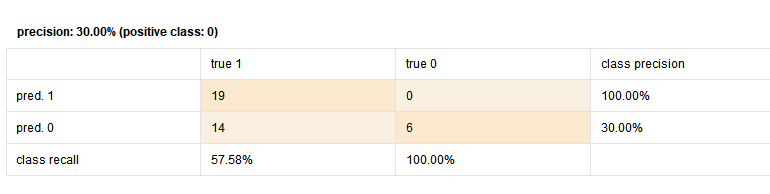 precision: 30.00% (positive class: 0)
true 1 true 0 class precision
pred. 1 19 0 100.00%
pred. 0 14 6 30.00%
class recall 57.58% 100.00%